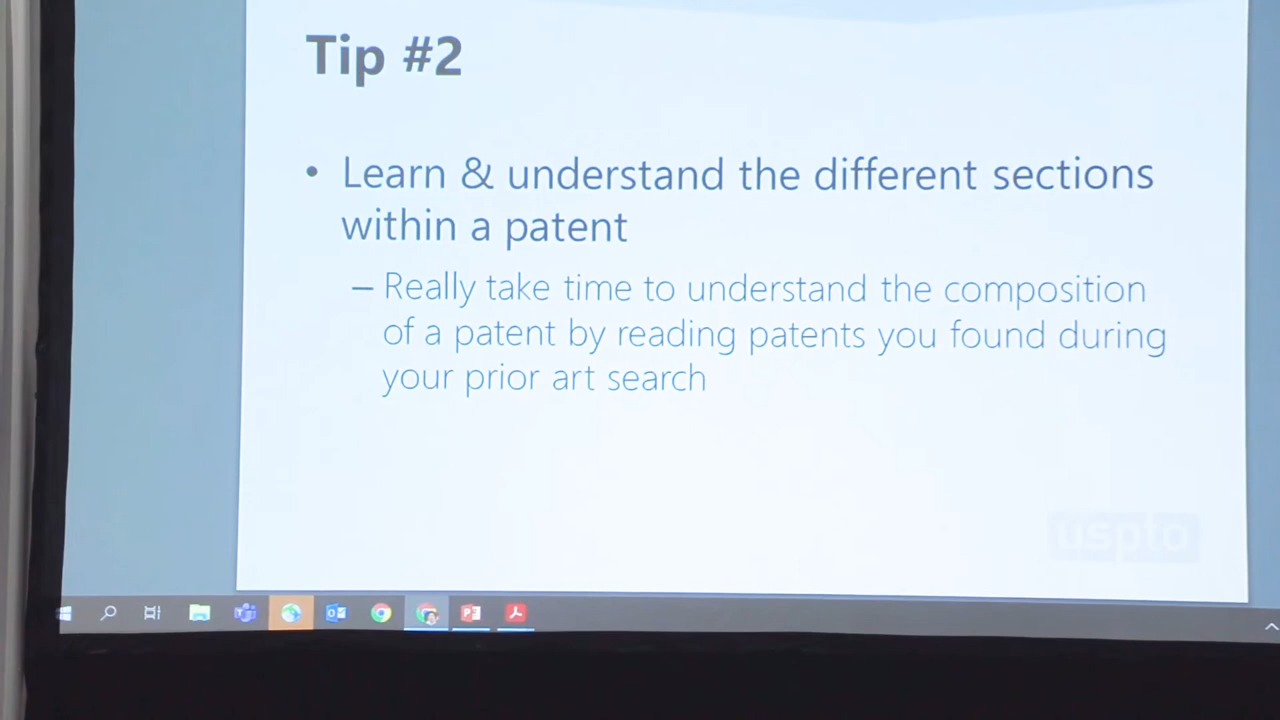 Tip #2
• Learn & understand the different sections
within a patent
– Really take time to understand the composition
of a patent by reading patents you found during
your prior art search
uspto